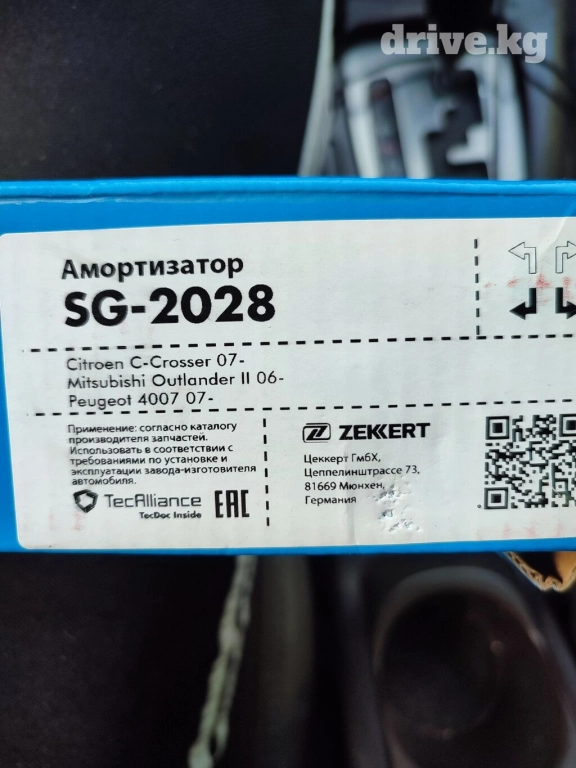 drive.kg
Амортизатор
SG-2028
Citroen C-Crosser 07-
Mitsubishi Outlander II 06-
Peugeot 4007 07-
Применение: согласно каталогу
производителя запчастей.
Использовать в соответствии с
требованиями по установке и
эксплуатации завода-изготовителя
автомобиля.
TecAlliance
TecDoc Inside
EAC
ZEKKERT
Цеккерт ГмбХ,
Цеппелинштрассе 73,
81669 Мюнхен,
Германия